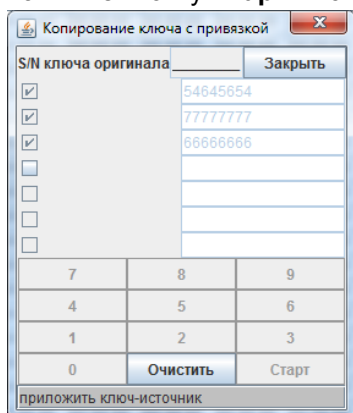 Копирование ключа с привязкой
S/N ключа оригинала ________ Закрыть
54645654
77777777
66666666
7 8 9
4 5 6
1 2 3
0 Очистить Старт
приложить ключ-источник